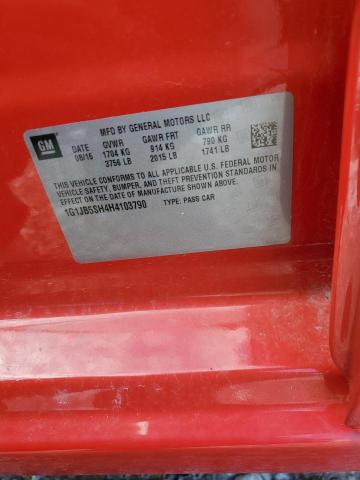 MFD BY GENERAL MOTORS LLC
GM DATE GVWR GAWR FRT GAWR RR
08/16 1704 KG 914 KG 790 KG
3756 LB 2015 LB 1741 LB
THIS VEHICLE CONFORMS TO ALL APPLICABLE U.S. FEDERAL MOTOR
VEHICLE SAFETY, BUMPER, AND THEFT PREVENTION STANDARDS IN
EFFECT ON THE DATE OF MANUFACTURE SHOWN ABOVE.
1G1JB5SH4H4103790 TYPE: PASS CAR